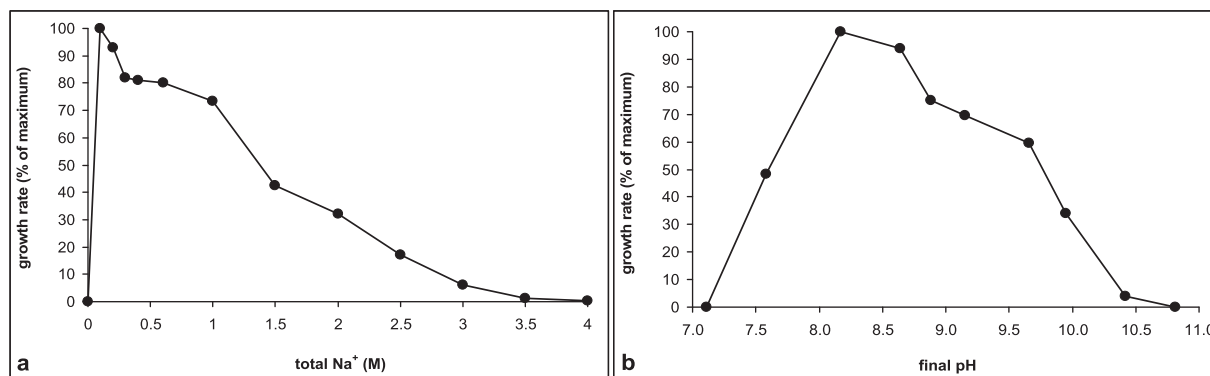 growth rate (% of maximum)
100
90
80
70
60
50
40
30
20
10
0
0 0.5 1 1.5 2 2.5 3 3.5 4
total Na⁺ (M)
a
growth rate (% of maximum)
100
90
80
70
60
50
40
30
20
10
0
7.0 7.5 8.0 8.5 9.0 9.5 10.0 10.5 11.0
final pH
b